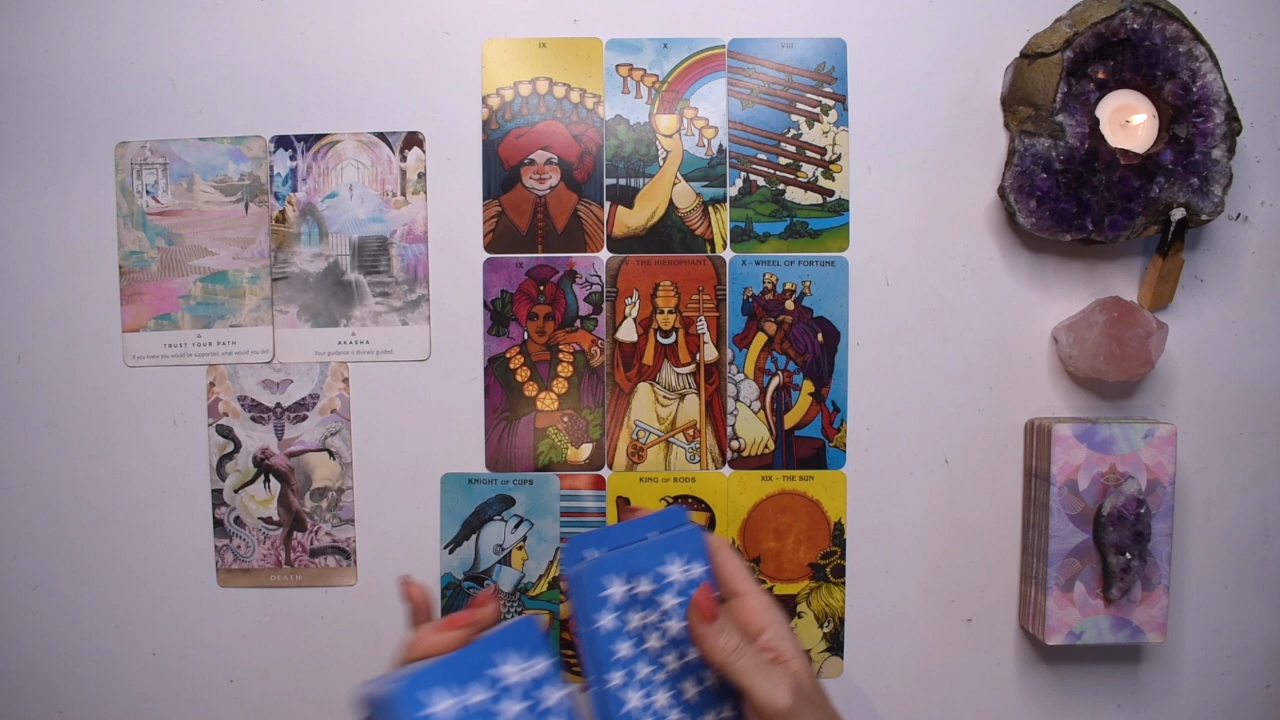 IX
X
VIII
TRUST YOUR PATH
If you knew you would be supported, what would you do?
AKASHA
Your guidance is divinely guided.
IX
V - THE HIEROPHANT
X - WHEEL OF FORTUNE
DEATH
KNIGHT OF CUPS
KING OF RODS
XIX - THE SUN